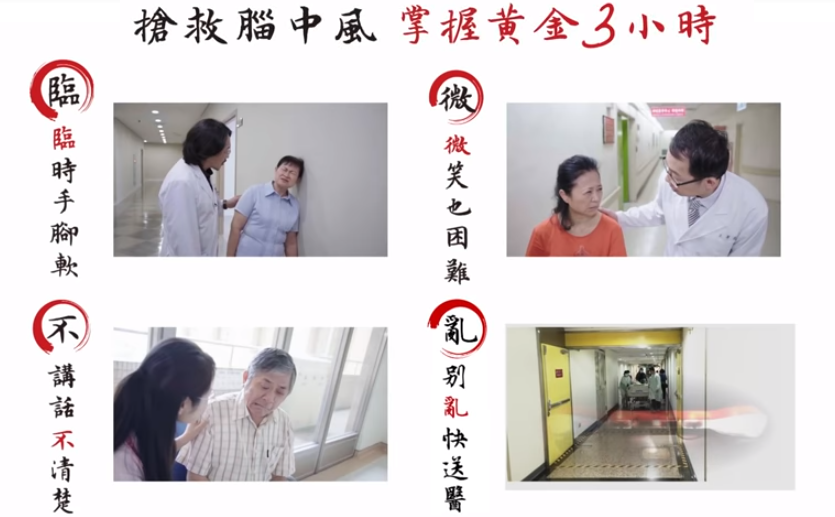 搶救腦中風 掌握黃金3小時
臨
臨時手腳軟
微
微笑也困難
不
講話不清楚
亂
別亂快送醫